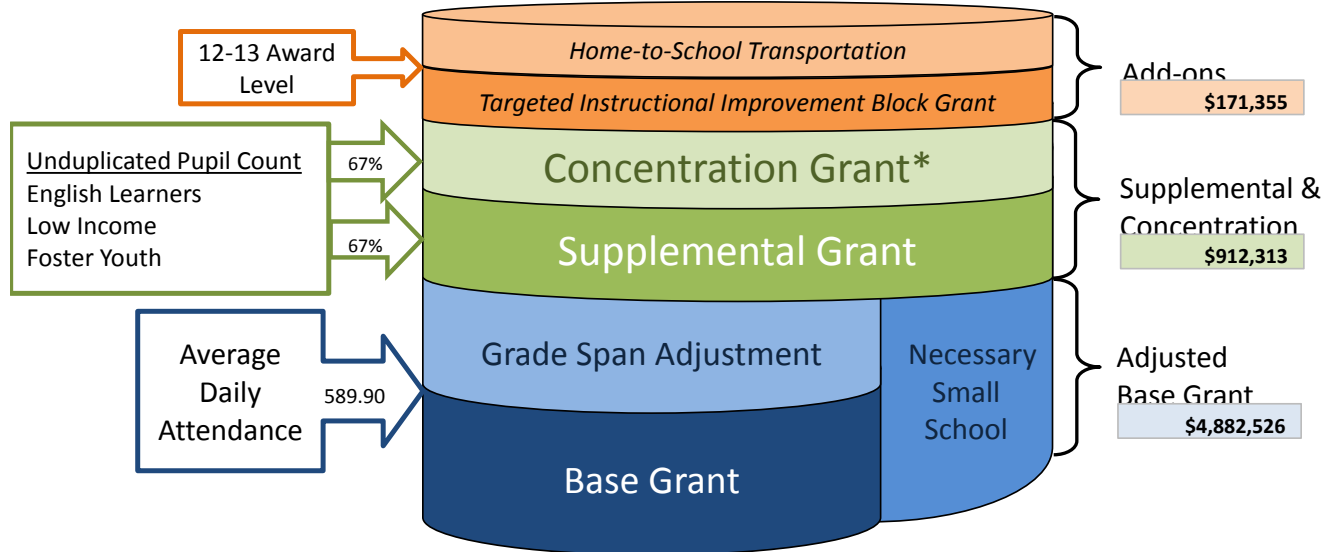 12-13 Award
Level
Home-to-School Transportation
Targeted Instructional Improvement Block Grant
Add-ons
$171,355
Unduplicated Pupil Count
English Learners
Low Income
Foster Youth
67%
67%
Concentration Grant*
Supplemental Grant
Supplemental &
Concentration
$912,313
Average
Daily
Attendance
589.90
Grade Span Adjustment
Base Grant
Necessary
Small
School
Adjusted
Base Grant
$4,882,526